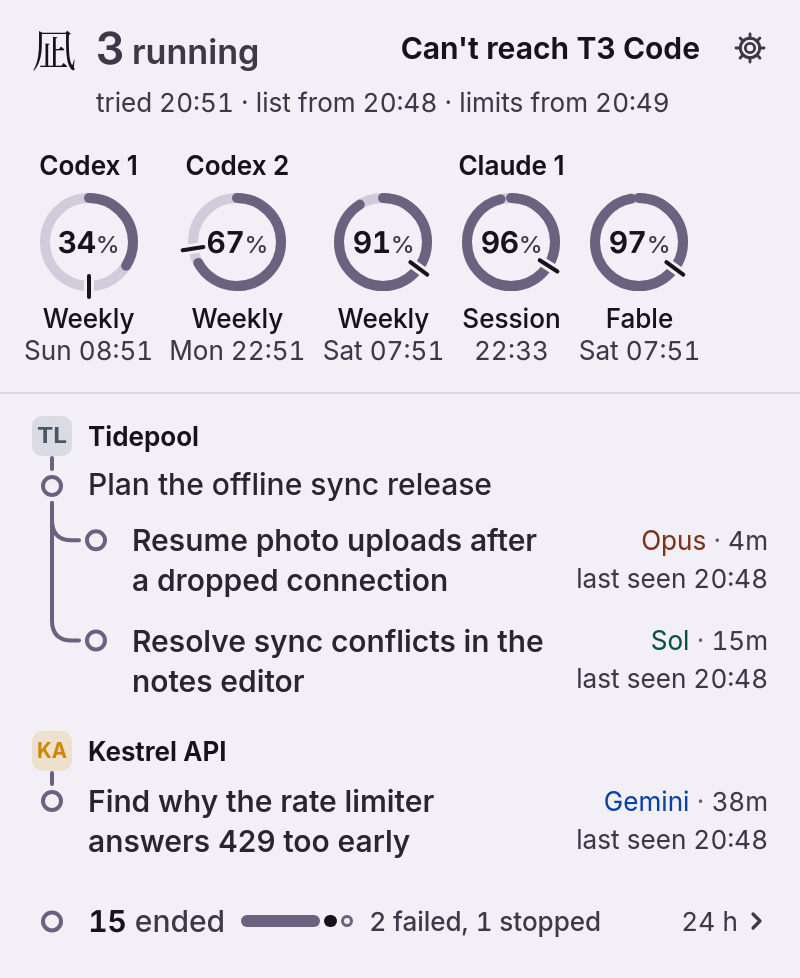 凪 3 running Can't reach T3 Code
tried 20:51 · list from 20:48 · limits from 20:49
Codex 1 Codex 2 Claude 1
34% 67% 91% 96% 97%
Weekly Weekly Weekly Session Fable
Sun 08:51 Mon 22:51 Sat 07:51 22:33 Sat 07:51
TL Tidepool
Plan the offline sync release
Resume photo uploads after Opus · 4m
a dropped connection last seen 20:48
Resolve sync conflicts in the Sol · 15m
notes editor last seen 20:48
KA Kestrel API
Find why the rate limiter Gemini · 38m
answers 429 too early last seen 20:48
15 ended 2 failed, 1 stopped 24 h